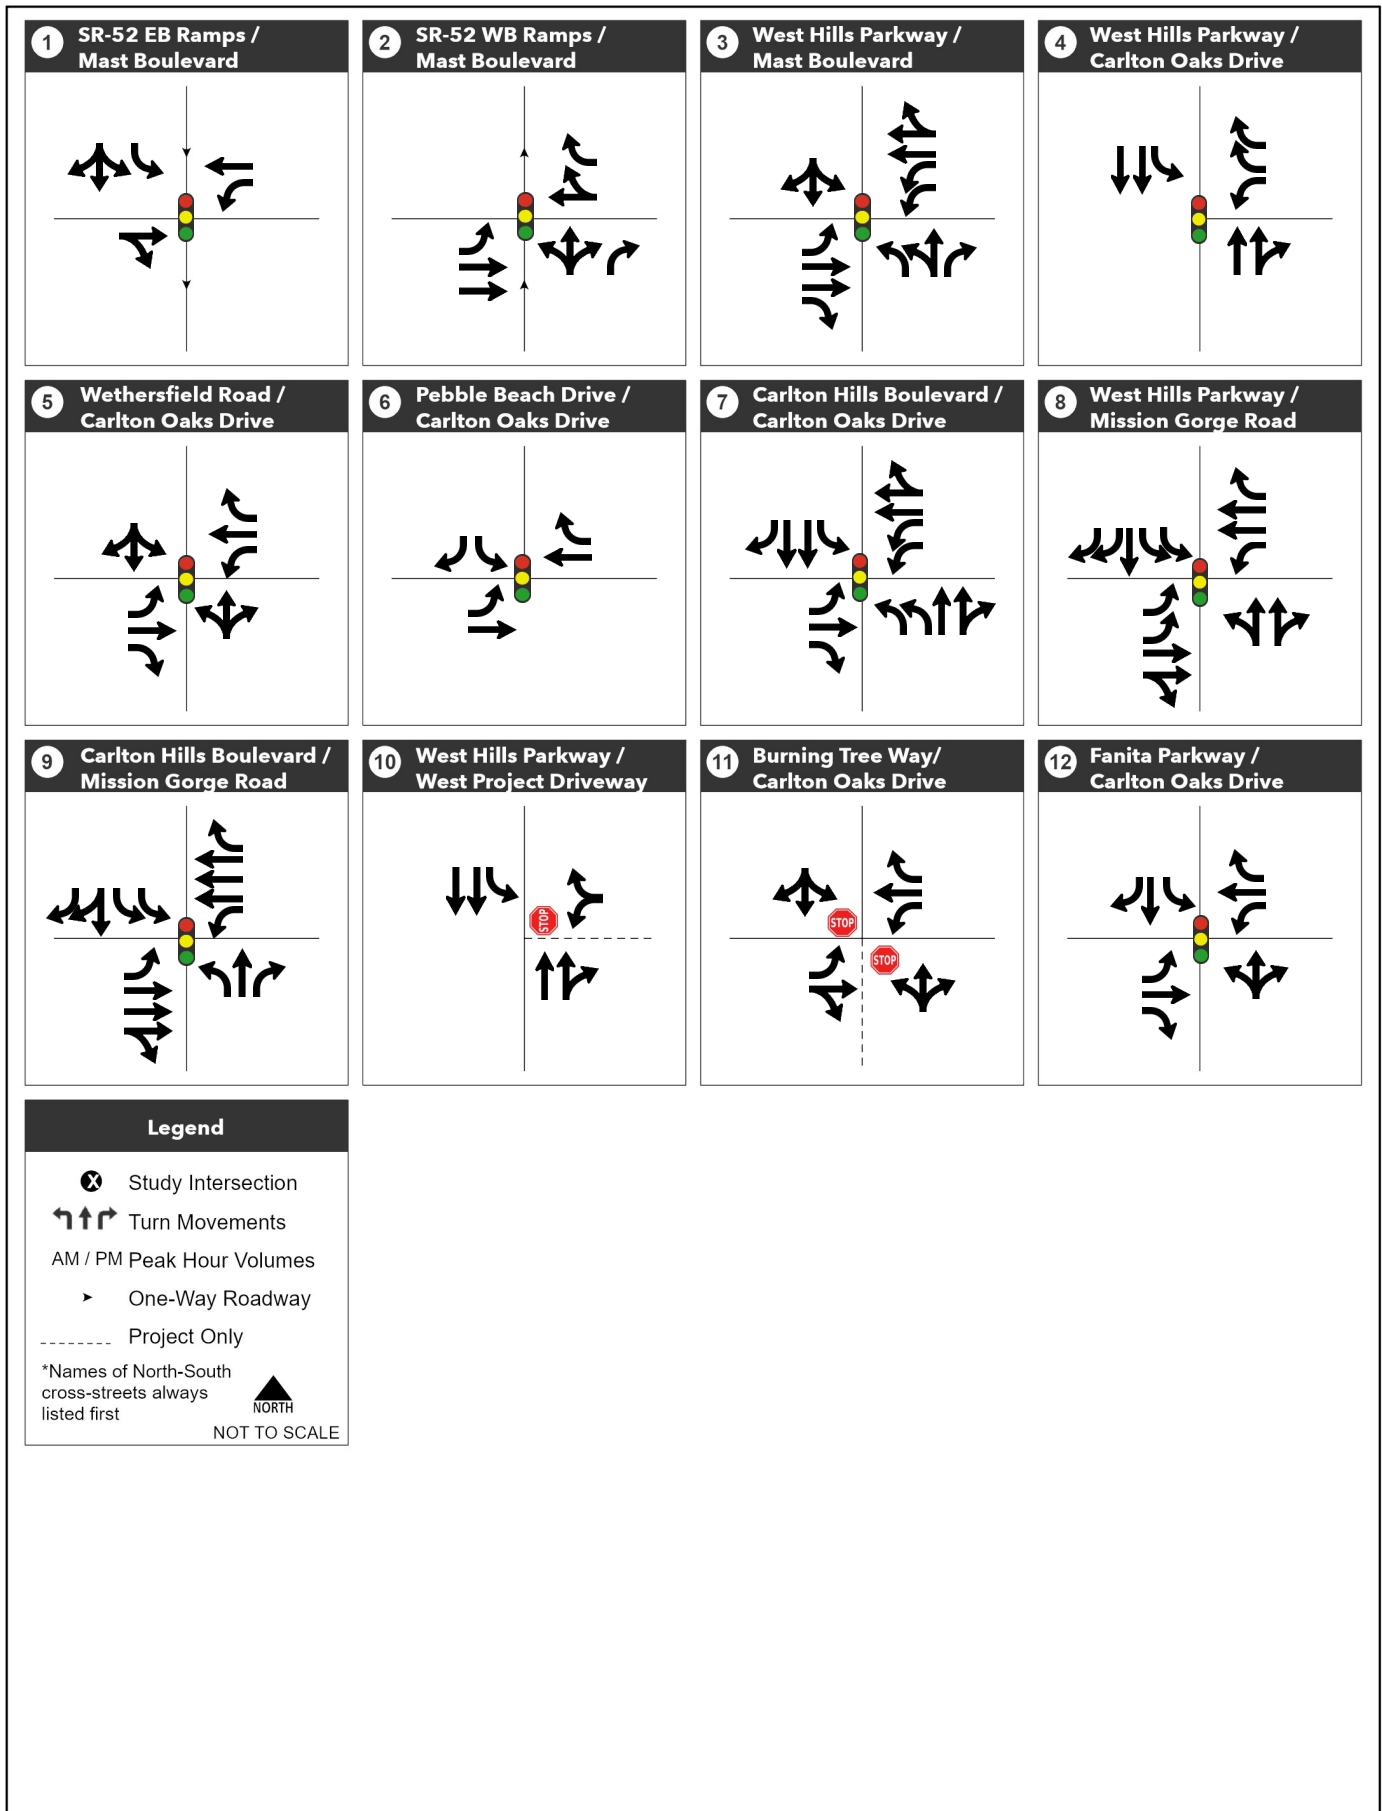 1
SR-52 EB Ramps /
Mast Boulevard
2
SR-52 WB Ramps /
Mast Boulevard
3
West Hills Parkway /
Mast Boulevard
4
West Hills Parkway /
Carlton Oaks Drive
5
Wethersfield Road /
Carlton Oaks Drive
6
Pebble Beach Drive /
Carlton Oaks Drive
7
Carlton Hills Boulevard /
Carlton Oaks Drive
8
West Hills Parkway /
Mission Gorge Road
9
Carlton Hills Boulevard /
Mission Gorge Road
10
West Hills Parkway /
West Project Driveway
STOP
11
Burning Tree Way/
Carlton Oaks Drive
STOP
STOP
12
Fanita Parkway /
Carlton Oaks Drive
Legend
X Study Intersection
Turn Movements
AM / PM Peak Hour Volumes
One-Way Roadway
Project Only
*Names of North-South
cross-streets always
listed first
NORTH
NOT TO SCALE